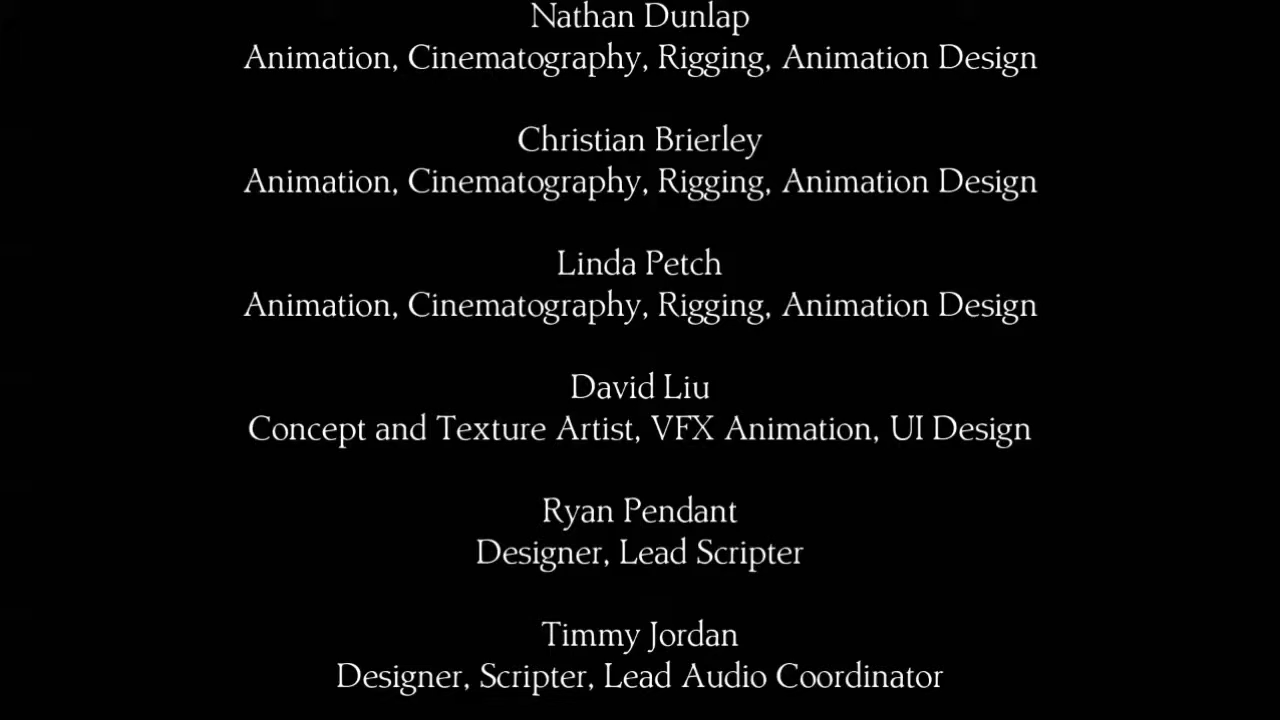 Nathan Dunlap
Animation, Cinematography, Rigging, Animation Design
Christian Brierley
Animation, Cinematography, Rigging, Animation Design
Linda Petch
Animation, Cinematography, Rigging, Animation Design
David Liu
Concept and Texture Artist, VFX Animation, UI Design
Ryan Pendant
Designer, Lead Scripter
Timmy Jordan
Designer, Scripter, Lead Audio Coordinator